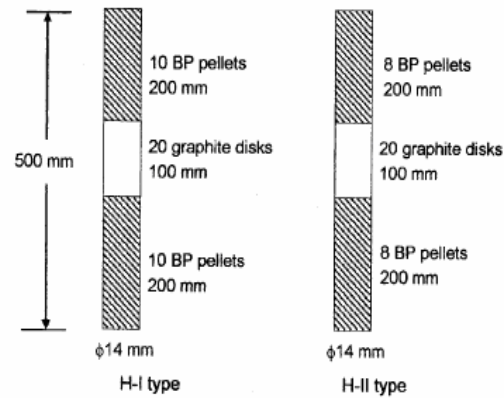 500 mm
10 BP pellets
200 mm
20 graphite disks
100 mm
10 BP pellets
200 mm
ϕ14 mm
H-I type
8 BP pellets
200 mm
20 graphite disks
100 mm
8 BP pellets
200 mm
ϕ14 mm
H-II type